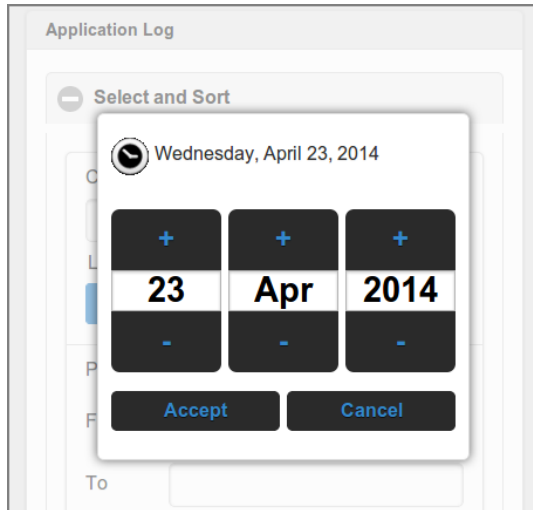 Application Log
Select and Sort
Wednesday, April 23, 2014
+ + +
23 Apr 2014
- - -
Accept Cancel
To